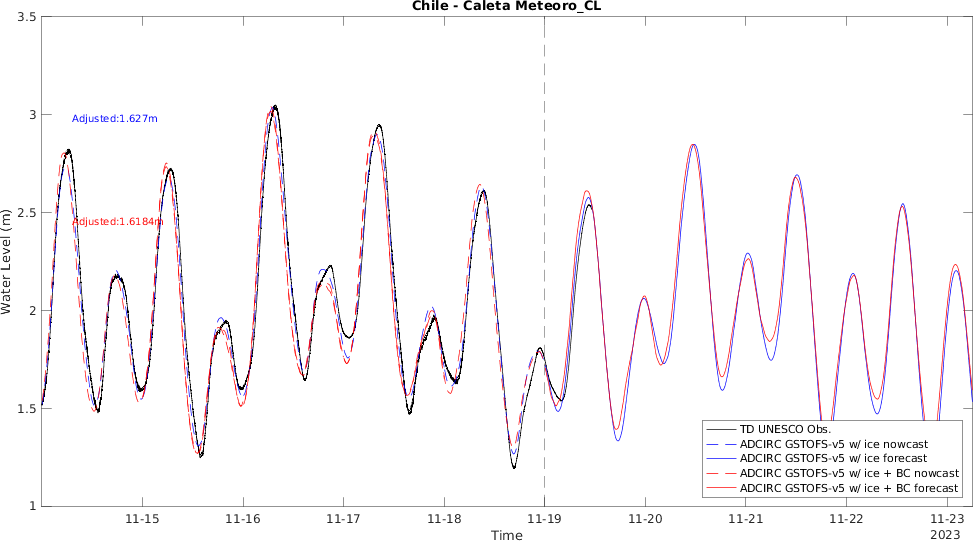 Chile - Caleta Meteoro_CL
3.5
3
2.5
2
1.5
1
Water Level (m)
Adjusted:1.627m
Adjusted:1.6184m
TD UNESCO Obs.
ADCIRC GSTOFS-v5 w/ ice nowcast
ADCIRC GSTOFS-v5 w/ ice forecast
ADCIRC GSTOFS-v5 w/ ice + BC nowcast
ADCIRC GSTOFS-v5 w/ ice + BC forecast
11-15 11-16 11-17 11-18 11-19 11-20 11-21 11-22 11-23
2023
Time